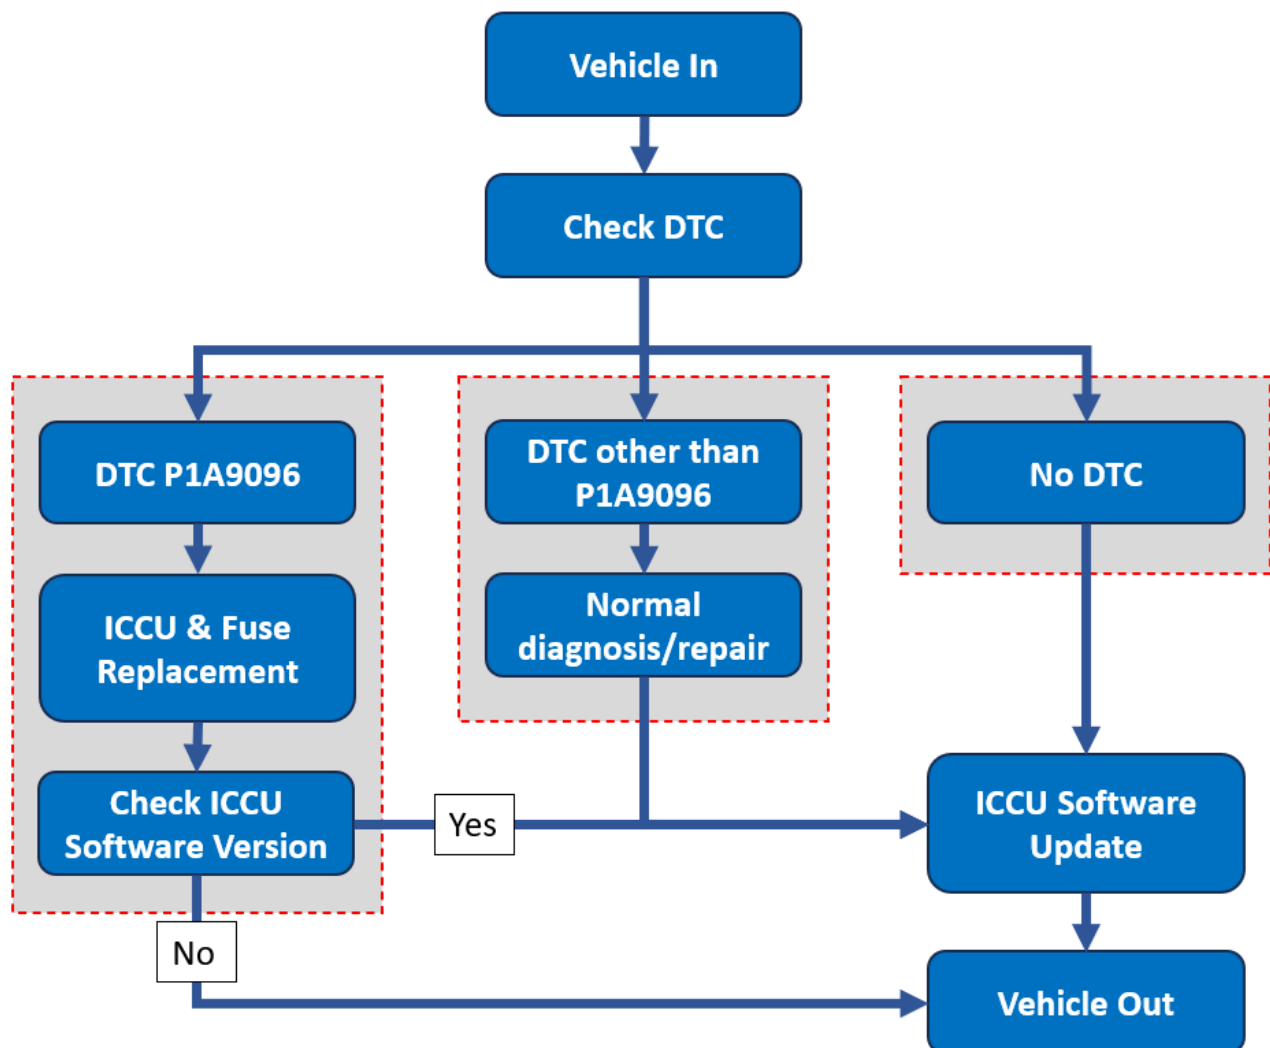 Vehicle In
Check DTC
DTC P1A9096
ICCU & Fuse
Replacement
Check ICCU
Software Version
DTC other than
P1A9096
Normal
diagnosis/repair
No DTC
Yes
No
ICCU Software
Update
Vehicle Out